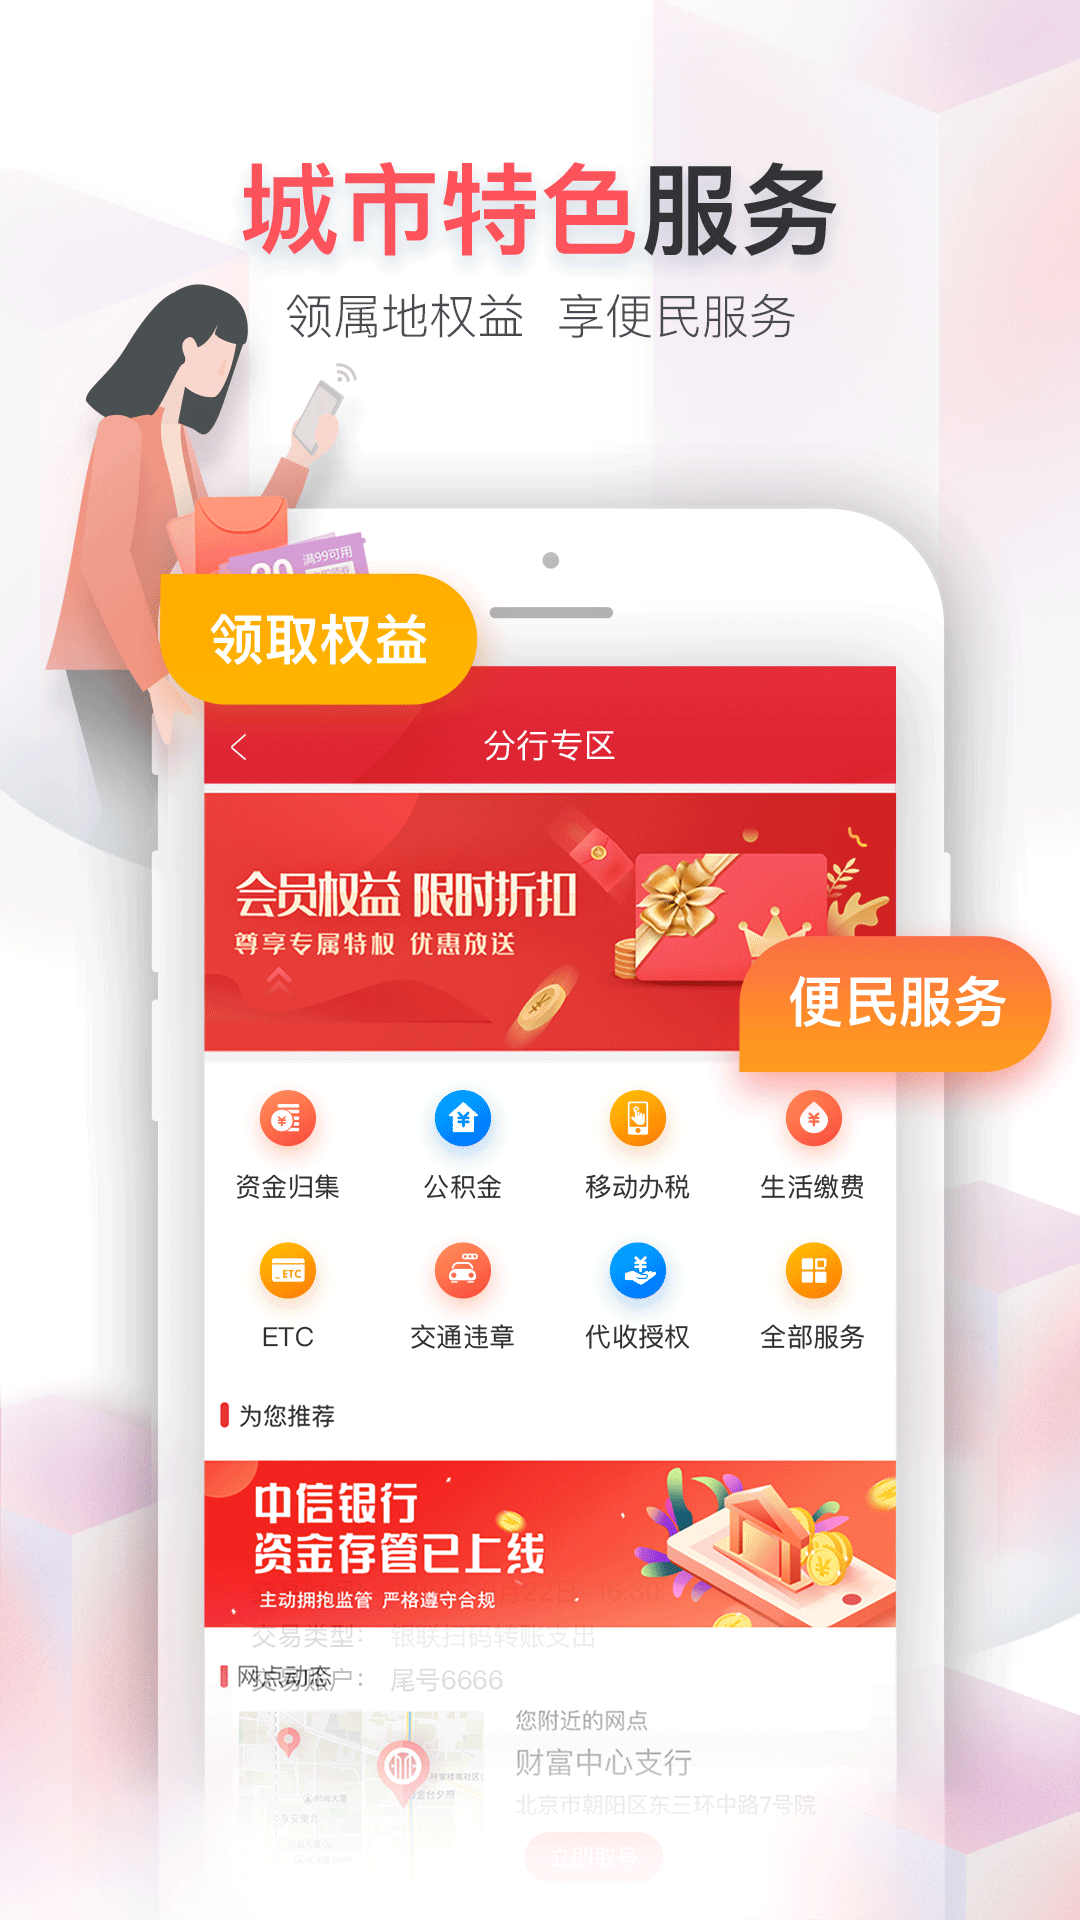 城市特色服务
领属地权益 享便民服务
满99可用
领取权益
分行专区
会员权益 限时折扣
尊享专属特权 优惠放送
便民服务
资金归集 公积金 移动办税 生活缴费
ETC
ETC 交通违章 代收授权 全部服务
为您推荐
中信银行
资金存管已上线
主动拥抱监管 严格遵守合规
22日 16:30
交易类型： 银联扫码转账支出
网点动态
交易账户： 尾号6666
您附近的网点
财富中心支行
北京市朝阳区东三环中路7号院
立即取号